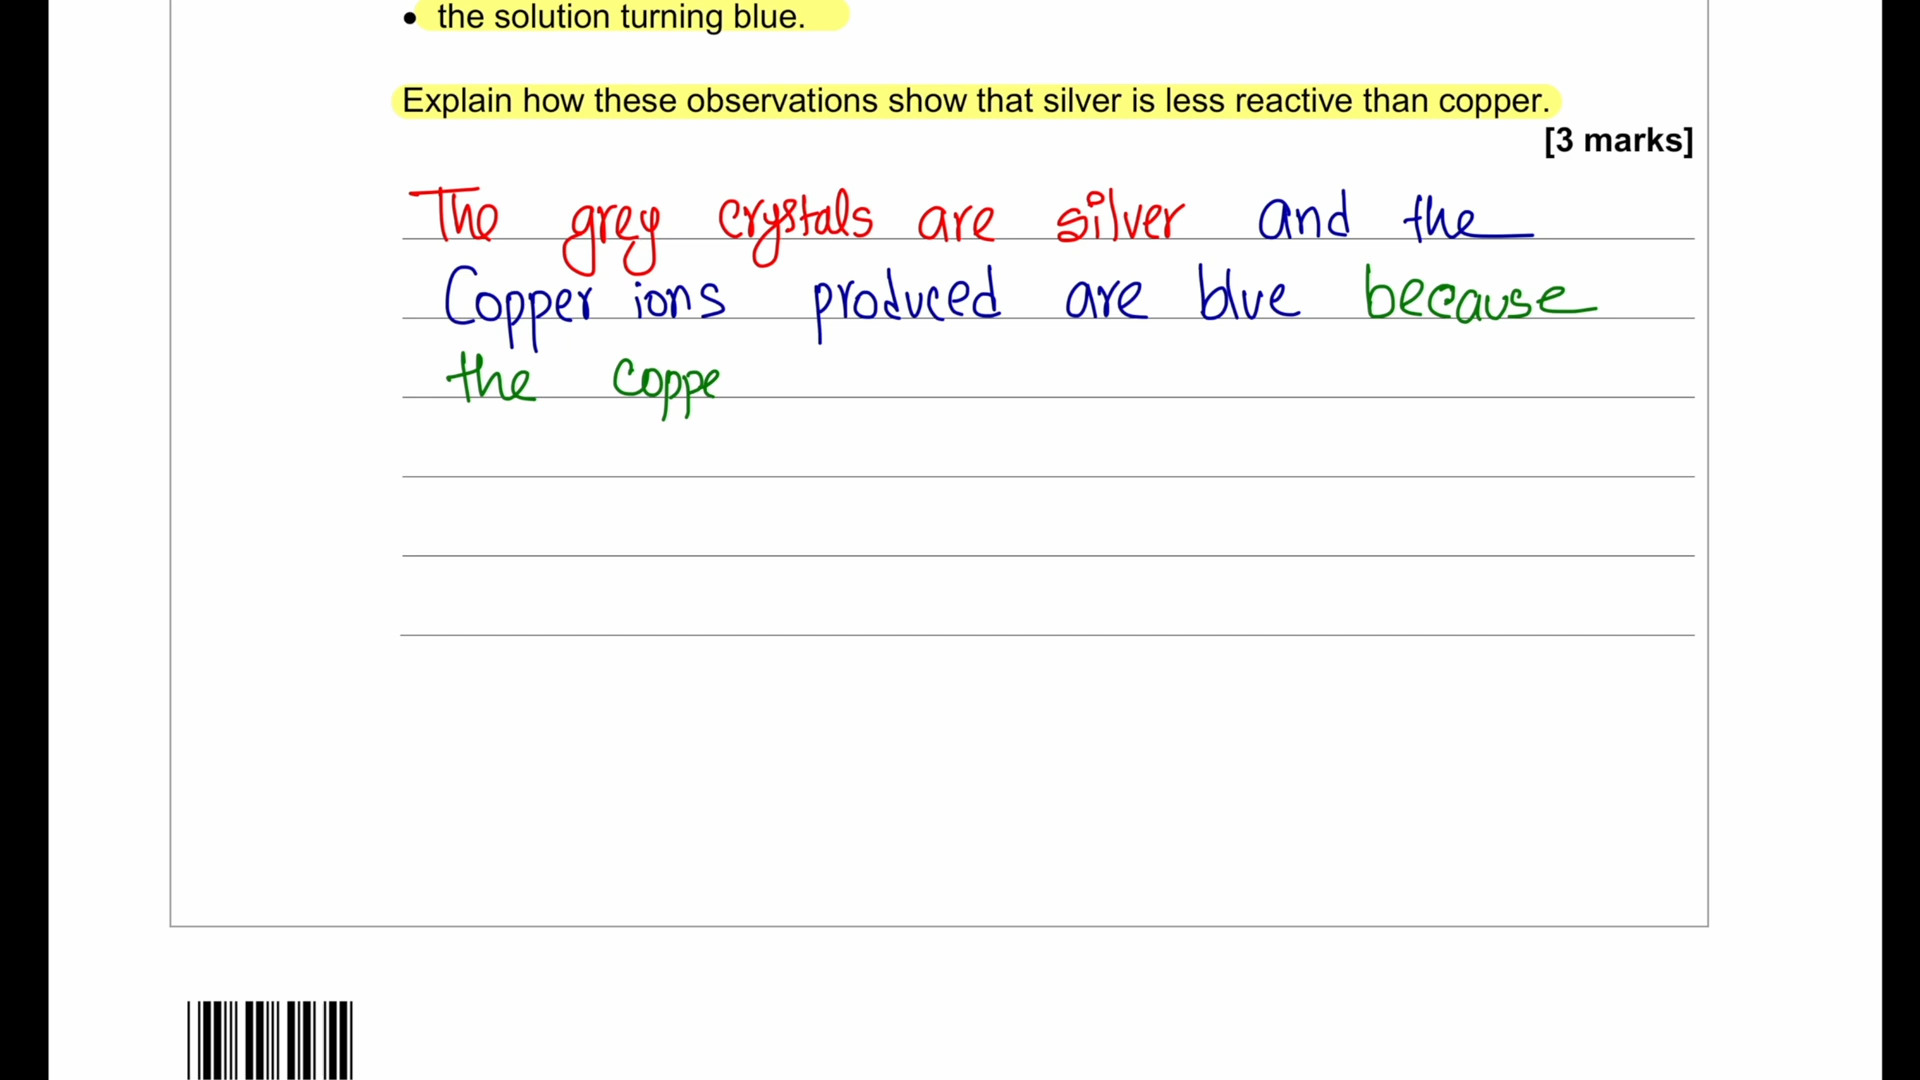 • the solution turning blue.
Explain how these observations show that silver is less reactive than copper.
[3 marks]
The grey crystals are silver and the
Copper ions produced are blue because
the coppe